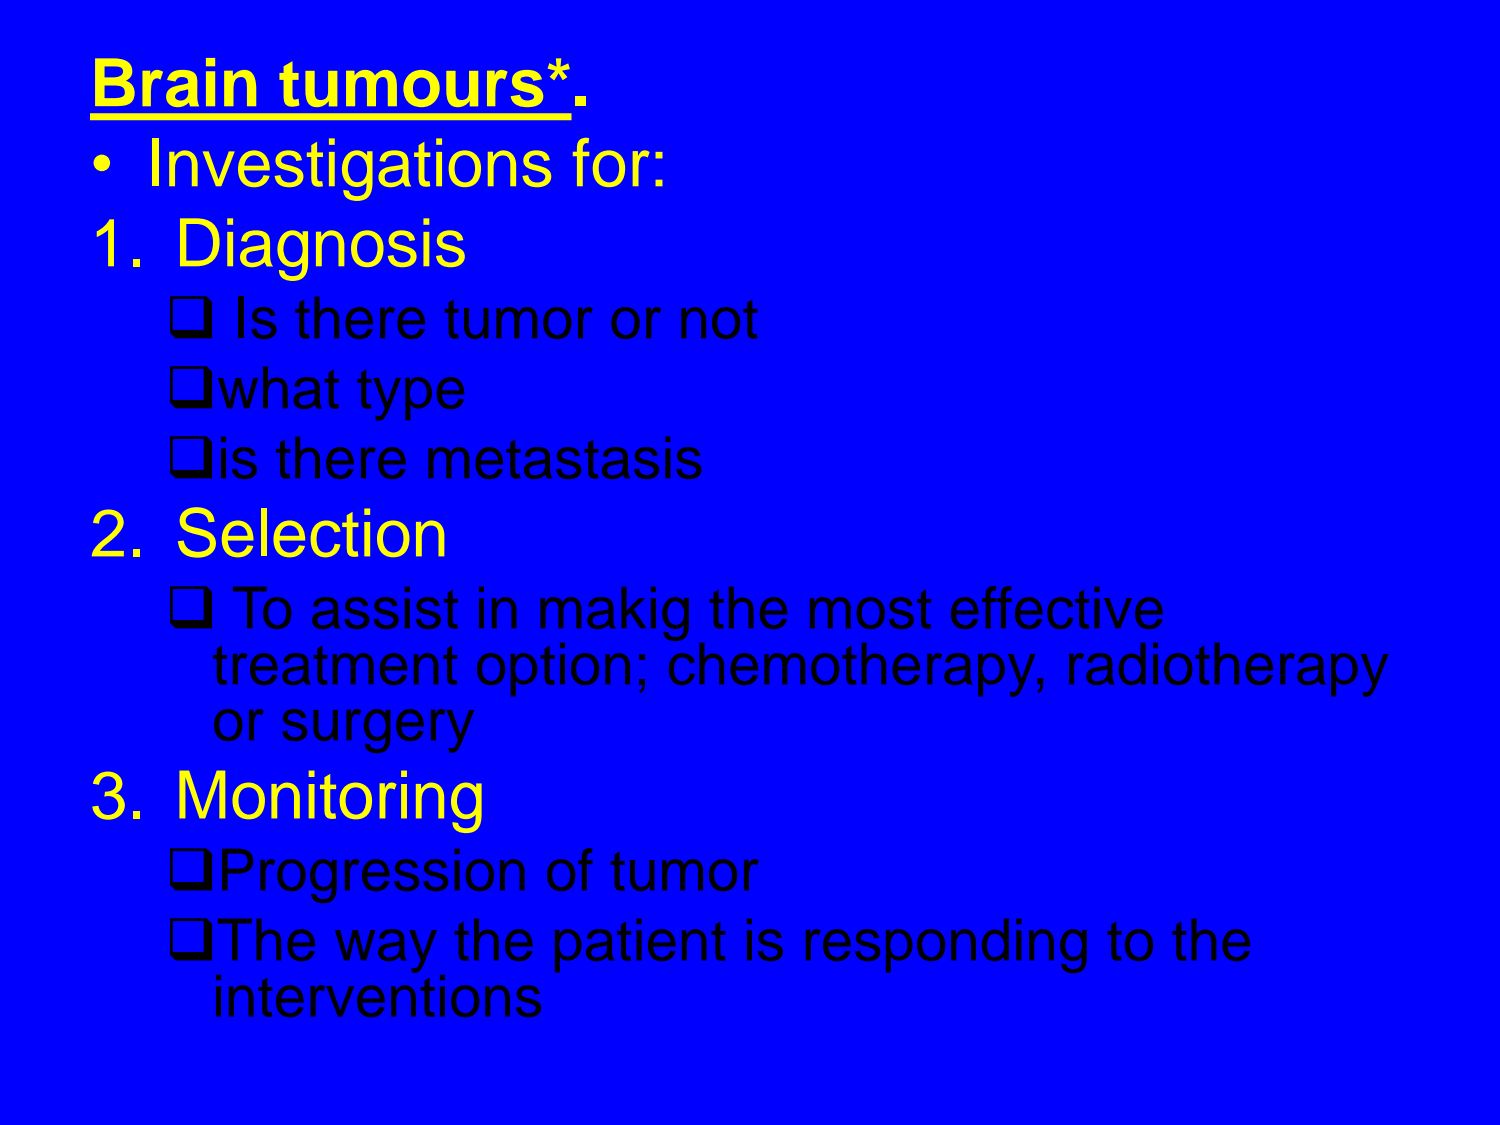 Brain tumours*.
• Investigations for:
1. Diagnosis
❑ Is there tumor or not
❑what type
❑is there metastasis
2. Selection
❑ To assist in makig the most effective
treatment option; chemotherapy, radiotherapy
or surgery
3. Monitoring
❑Progression of tumor
❑The way the patient is responding to the
interventions